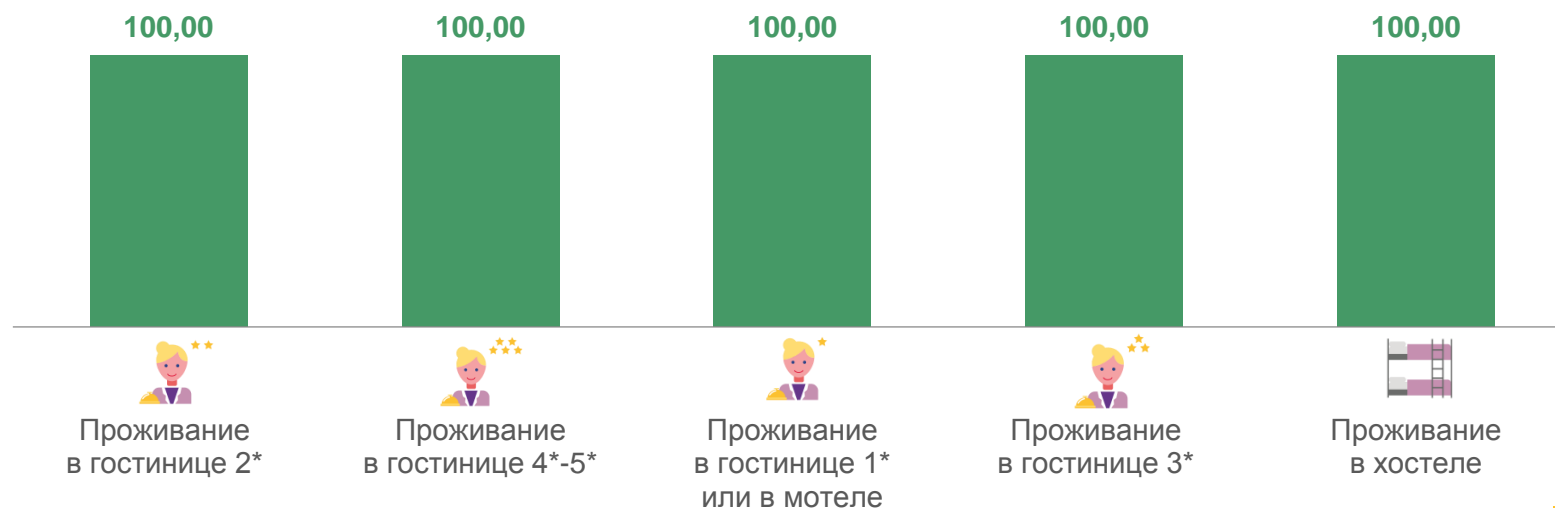 100,00
100,00
100,00
100,00
100,00
Проживание
в гостинице 2*
Проживание
в гостинице 4*-5*
Проживание
в гостинице 1*
или в мотеле
Проживание
в гостинице 3*
Проживание
в хостеле